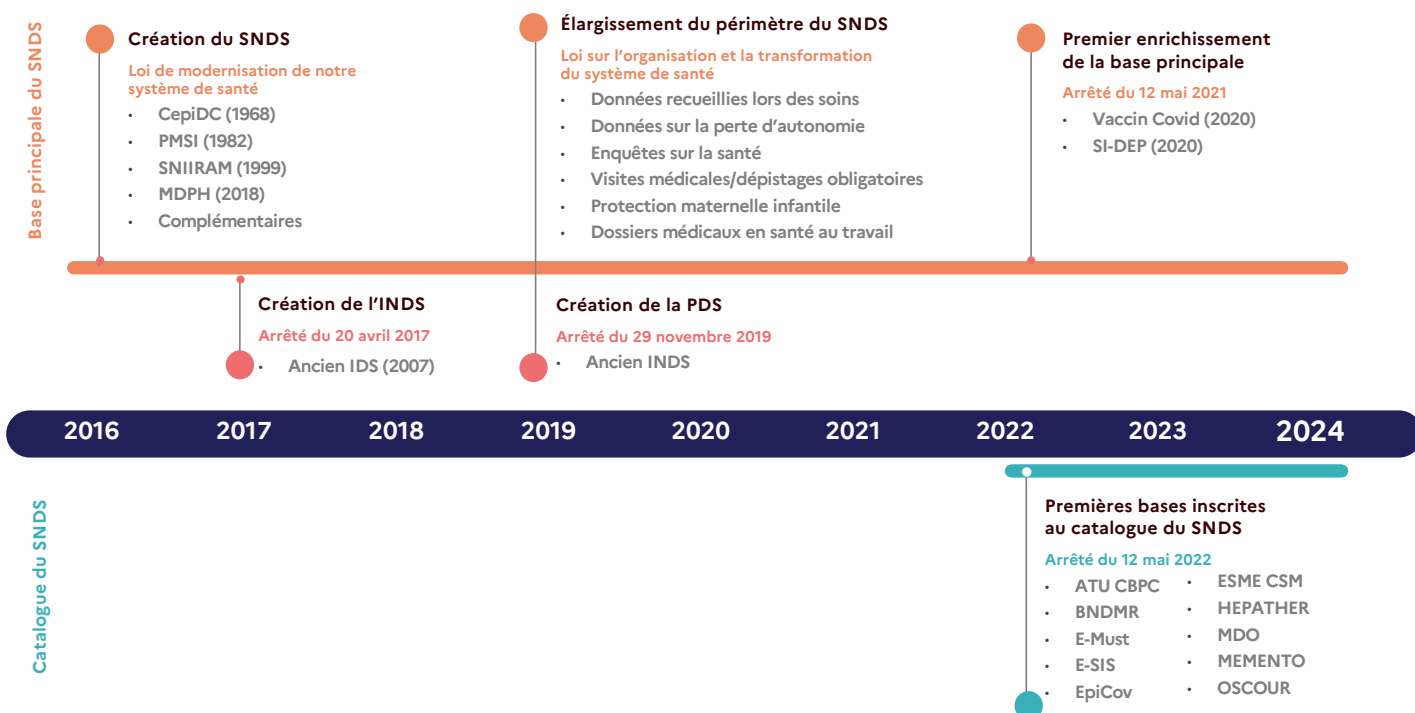 Base principale du SNDS
Création du SNDS
Loi de modernisation de notre
système de santé
• CepiDC (1968)
• PMSI (1982)
• SNIIRAM (1999)
• MDPH (2018)
• Complémentaires
Élargissement du périmètre du SNDS
Loi sur l'organisation et la transformation
du système de santé
• Données recueillies lors des soins
• Données sur la perte d'autonomie
• Enquêtes sur la santé
• Visites médicales/dépistages obligatoires
• Protection maternelle infantile
• Dossiers médicaux en santé au travail
Premier enrichissement
de la base principale
Arrêté du 12 mai 2021
• Vaccin Covid (2020)
• SI-DEP (2020)
Création de l'INDS
Arrêté du 20 avril 2017
• Ancien IDS (2007)
Création de la PDS
Arrêté du 29 novembre 2019
• Ancien INDS
2016 2017 2018 2019 2020 2021 2022 2023 2024
Catalogue du SNDS
Premières bases inscrites
au catalogue du SNDS
Arrêté du 12 mai 2022
• ATU CBPC
• BNDMR
• E-Must
• E-SIS
• EpiCov
• ESME CSM
• HEPATHER
• MDO
• MEMENTO
• OSCOUR